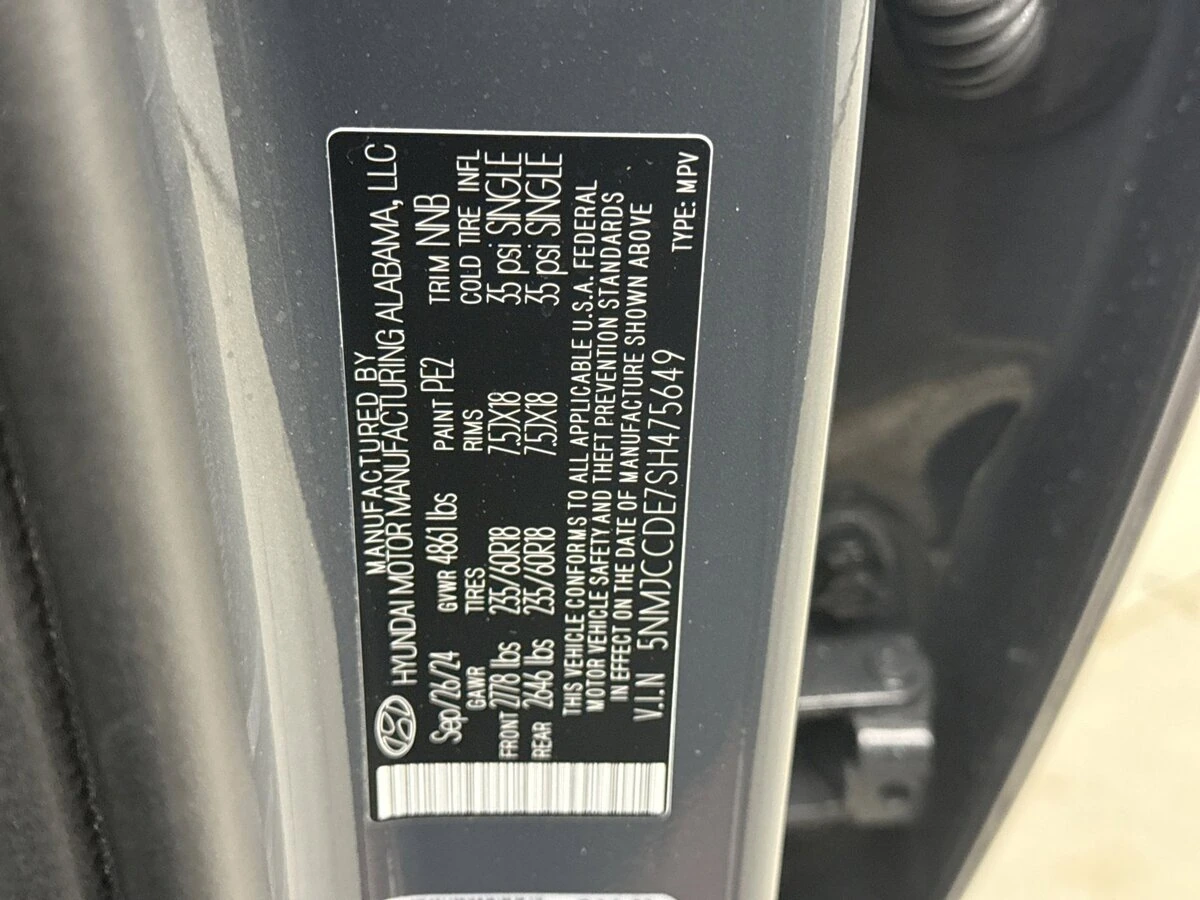 MANUFACTURED BY
HYUNDAI MOTOR MANUFACTURING ALABAMA, LLC
Sep/26/24 GVWR 4861 lbs PAINT PE2 TRIM NNB
GAWR TIRES RIMS COLD TIRE INFL
FRONT 2778 lbs 235/60R18 7.5JX18 35 psi SINGLE
REAR 2646 lbs 235/60R18 7.5JX18 35 psi SINGLE
THIS VEHICLE CONFORMS TO ALL APPLICABLE U.S.A. FEDERAL
MOTOR VEHICLE SAFETY AND THEFT PREVENTION STANDARDS
IN EFFECT ON THE DATE OF MANUFACTURE SHOWN ABOVE
V.I.N 5NMJCCDE7SH475649
TYPE: MPV